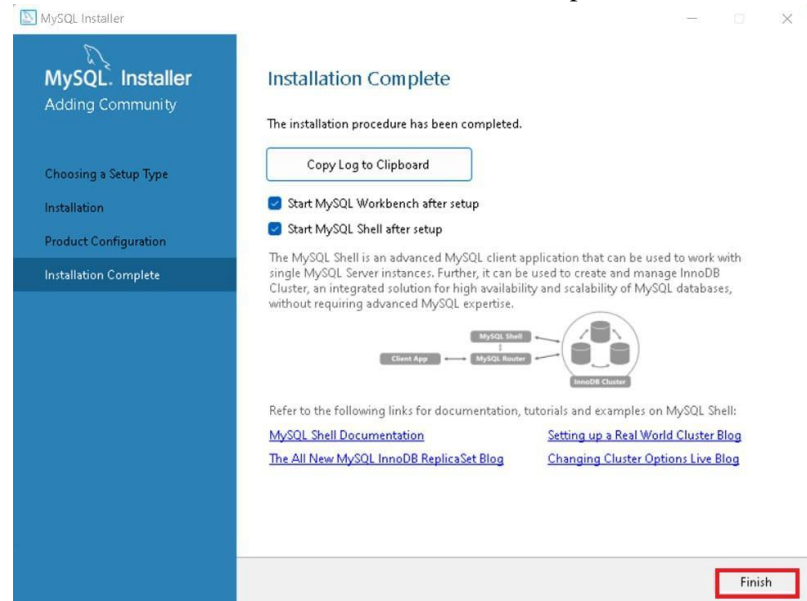 MySQL Installer
MySQL. Installer
Adding Community
Choosing a Setup Type
Installation
Product Configuration
Installation Complete
Installation Complete
The installation procedure has been completed.
Copy Log to Clipboard
Start MySQL Workbench after setup
Start MySQL Shell after setup
The MySQL Shell is an advanced MySQL client application that can be used to work with
single MySQL Server instances. Further, it can be used to create and manage InnoDB
Cluster, an integrated solution for high availability and scalability of MySQL databases,
without requiring advanced MySQL expertise.
MySQL Shell
Client App
MySQL Router
InnoDB Cluster
Refer to the following links for documentation, tutorials and examples on MySQL Shell:
MySQL Shell Documentation
Setting up a Real World Cluster Blog
The All New MySQL InnoDB ReplicaSet Blog
Changing Cluster Options Live Blog
Finish